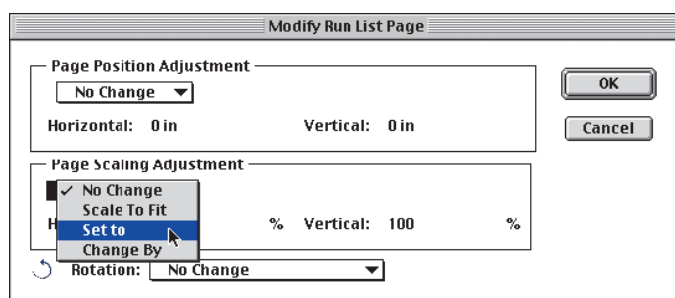 Modify Run List Page
Page Position Adjustment
No Change
OK
Horizontal: 0 in Vertical: 0 in
Cancel
Page Scaling Adjustment
✓ No Change
Scale To Fit
H % Vertical: 100 %
Set to
Change By
Rotation: No Change